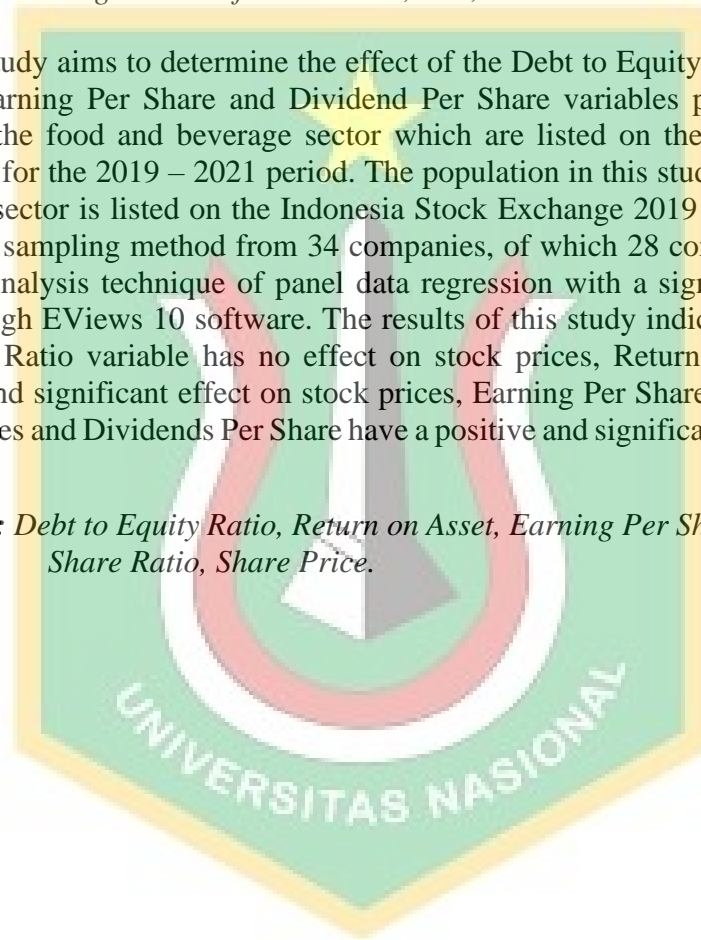 udy aims to determine the effect of the Debt to Equity
arning Per Share and Dividend Per Share variables p
the food and beverage sector which are listed on the
for the 2019 – 2021 period. The population in this stud
sector is listed on the Indonesia Stock Exchange 2019
sampling method from 34 companies, of which 28 co
nalysis technique of panel data regression with a sign
gh EViews 10 software. The results of this study indic
Ratio variable has no effect on stock prices, Return
nd significant effect on stock prices, Earning Per Share
es and Dividends Per Share have a positive and significa
: Debt to Equity Ratio, Return on Asset, Earning Per Sh
Share Ratio, Share Price.
UNIVERSITAS NASIONAL